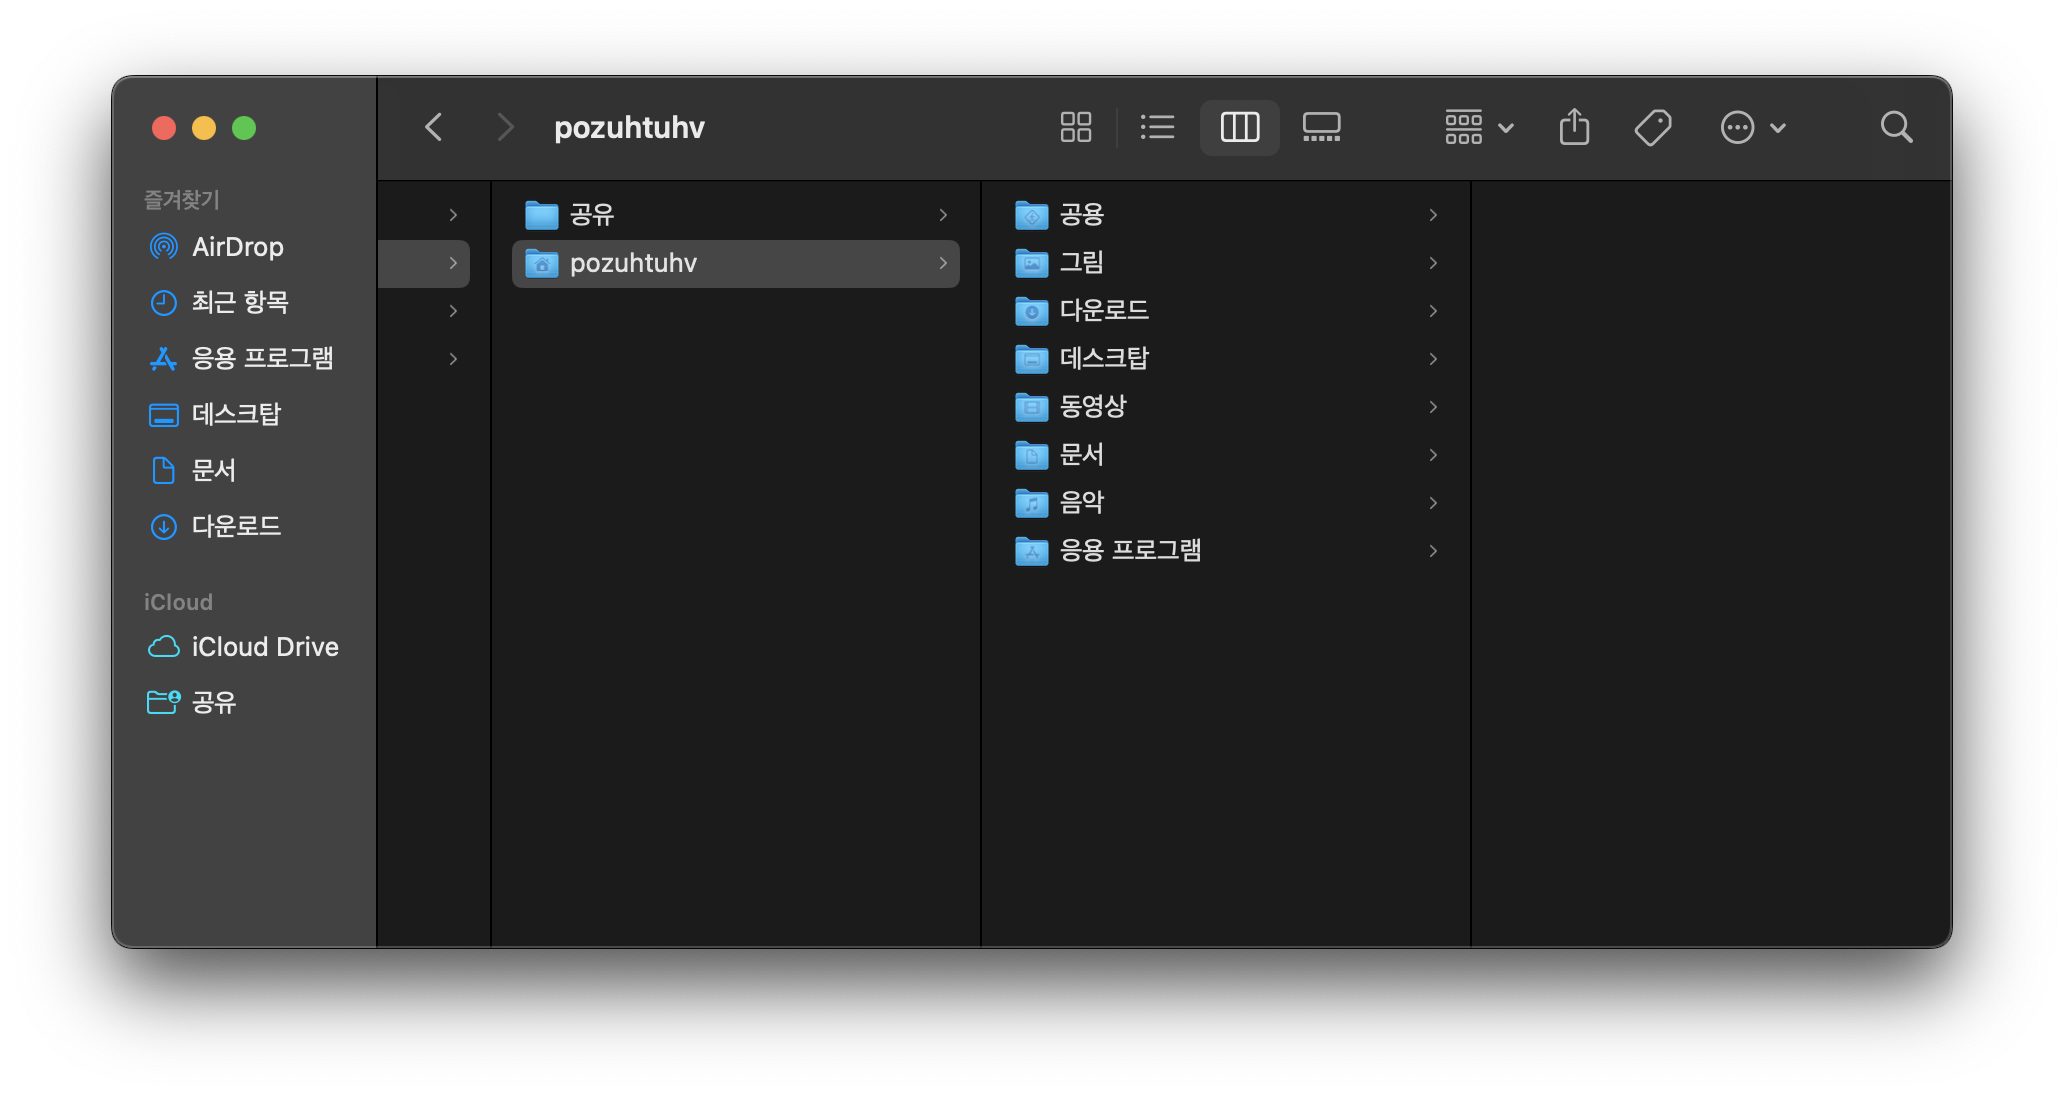 pozuhtuhv
즐겨찾기
AirDrop
최근 항목
응용 프로그램
데스크탑
문서
다운로드
iCloud
iCloud Drive
공유
공유
pozuhtuhv
공용
그림
다운로드
데스크탑
동영상
문서
음악
응용 프로그램